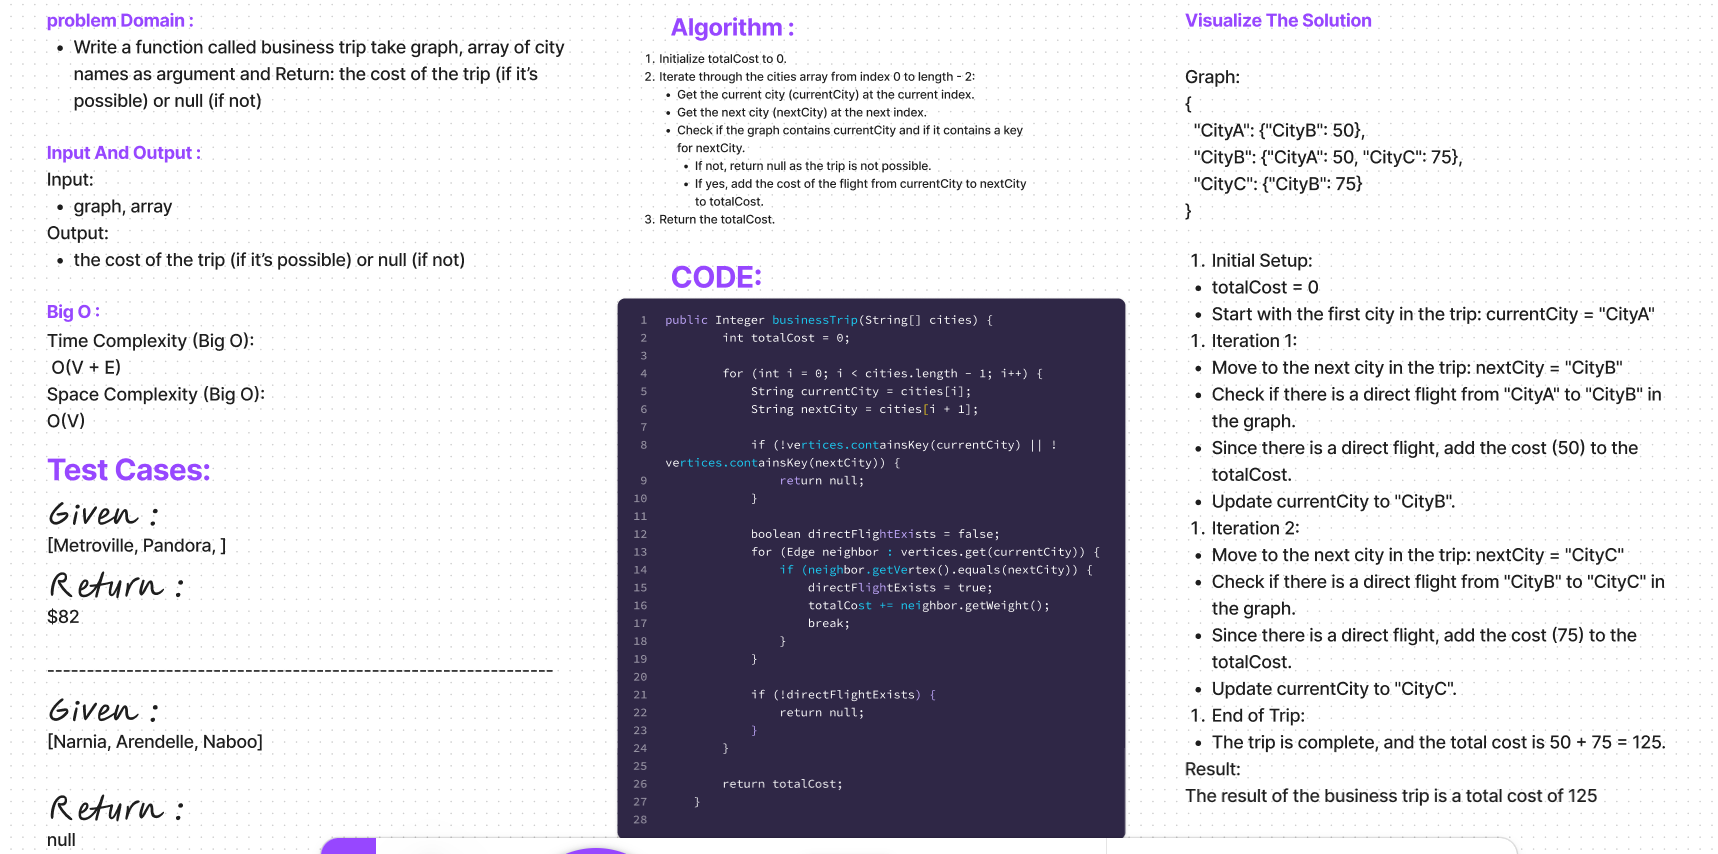 problem Domain :
• Write a function called business trip take graph, array of city
names as argument and Return: the cost of the trip (if it's
possible) or null (if not)
Input And Output :
Input:
• graph, array
Output:
• the cost of the trip (if it's possible) or null (if not)
Big O :
Time Complexity (Big O):
O(V + E)
Space Complexity (Big O):
O(V)
Test Cases:
Given :
[Metroville, Pandora, ]
Return :
$82
---------------------------------------------------------------
Given :
[Narnia, Arendelle, Naboo]
Return :
null
Algorithm :
1. Initialize totalCost to 0.
2. Iterate through the cities array from index 0 to length - 2:
• Get the current city (currentCity) at the current index.
• Get the next city (nextCity) at the next index.
• Check if the graph contains currentCity and if it contains a key
for nextCity.
• If not, return null as the trip is not possible.
• If yes, add the cost of the flight from currentCity to nextCity
to totalCost.
3. Return the totalCost.
CODE:
1 public Integer businessTrip(String[] cities) {
2 int totalCost = 0;
3
4 for (int i = 0; i < cities.length - 1; i++) {
5 String currentCity = cities[i];
6 String nextCity = cities[i + 1];
7
8 if (!vertices.containsKey(currentCity) || !
vertices.containsKey(nextCity)) {
9 return null;
10 }
11
12 boolean directFlightExists = false;
13 for (Edge neighbor : vertices.get(currentCity)) {
14 if (neighbor.getVertex().equals(nextCity)) {
15 directFlightExists = true;
16 totalCost += neighbor.getWeight();
17 break;
18 }
19 }
20
21 if (!directFlightExists) {
22 return null;
23 }
24 }
25
26 return totalCost;
27 }
28
Visualize The Solution
Graph:
{
"CityA": {"CityB": 50},
"CityB": {"CityA": 50, "CityC": 75},
"CityC": {"CityB": 75}
}
1. Initial Setup:
• totalCost = 0
• Start with the first city in the trip: currentCity = "CityA"
1. Iteration 1:
• Move to the next city in the trip: nextCity = "CityB"
• Check if there is a direct flight from "CityA" to "CityB" in
the graph.
• Since there is a direct flight, add the cost (50) to the
totalCost.
• Update currentCity to "CityB".
1. Iteration 2:
• Move to the next city in the trip: nextCity = "CityC"
• Check if there is a direct flight from "CityB" to "CityC" in
the graph.
• Since there is a direct flight, add the cost (75) to the
totalCost.
• Update currentCity to "CityC".
1. End of Trip:
• The trip is complete, and the total cost is 50 + 75 = 125.
Result:
The result of the business trip is a total cost of 125